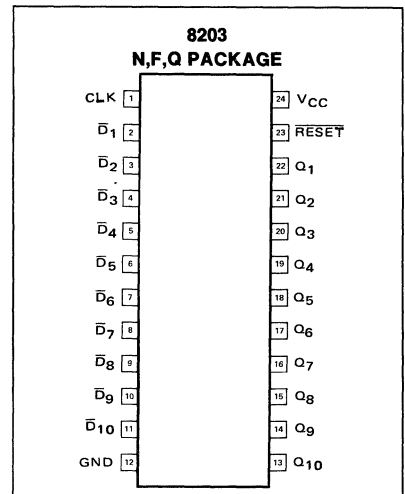 8203
N,F,Q PACKAGE
CLK 1 24 VCC
D̅1 2 23 R̅E̅S̅E̅T̅
D̅2 3 22 Q1
D̅3 4 21 Q2
D̅4 5 20 Q3
D̅5 6 19 Q4
D̅6 7 18 Q5
D̅7 8 17 Q6
D̅8 9 16 Q7
D̅9 10 15 Q8
D̅10 11 14 Q9
GND 12 13 Q10